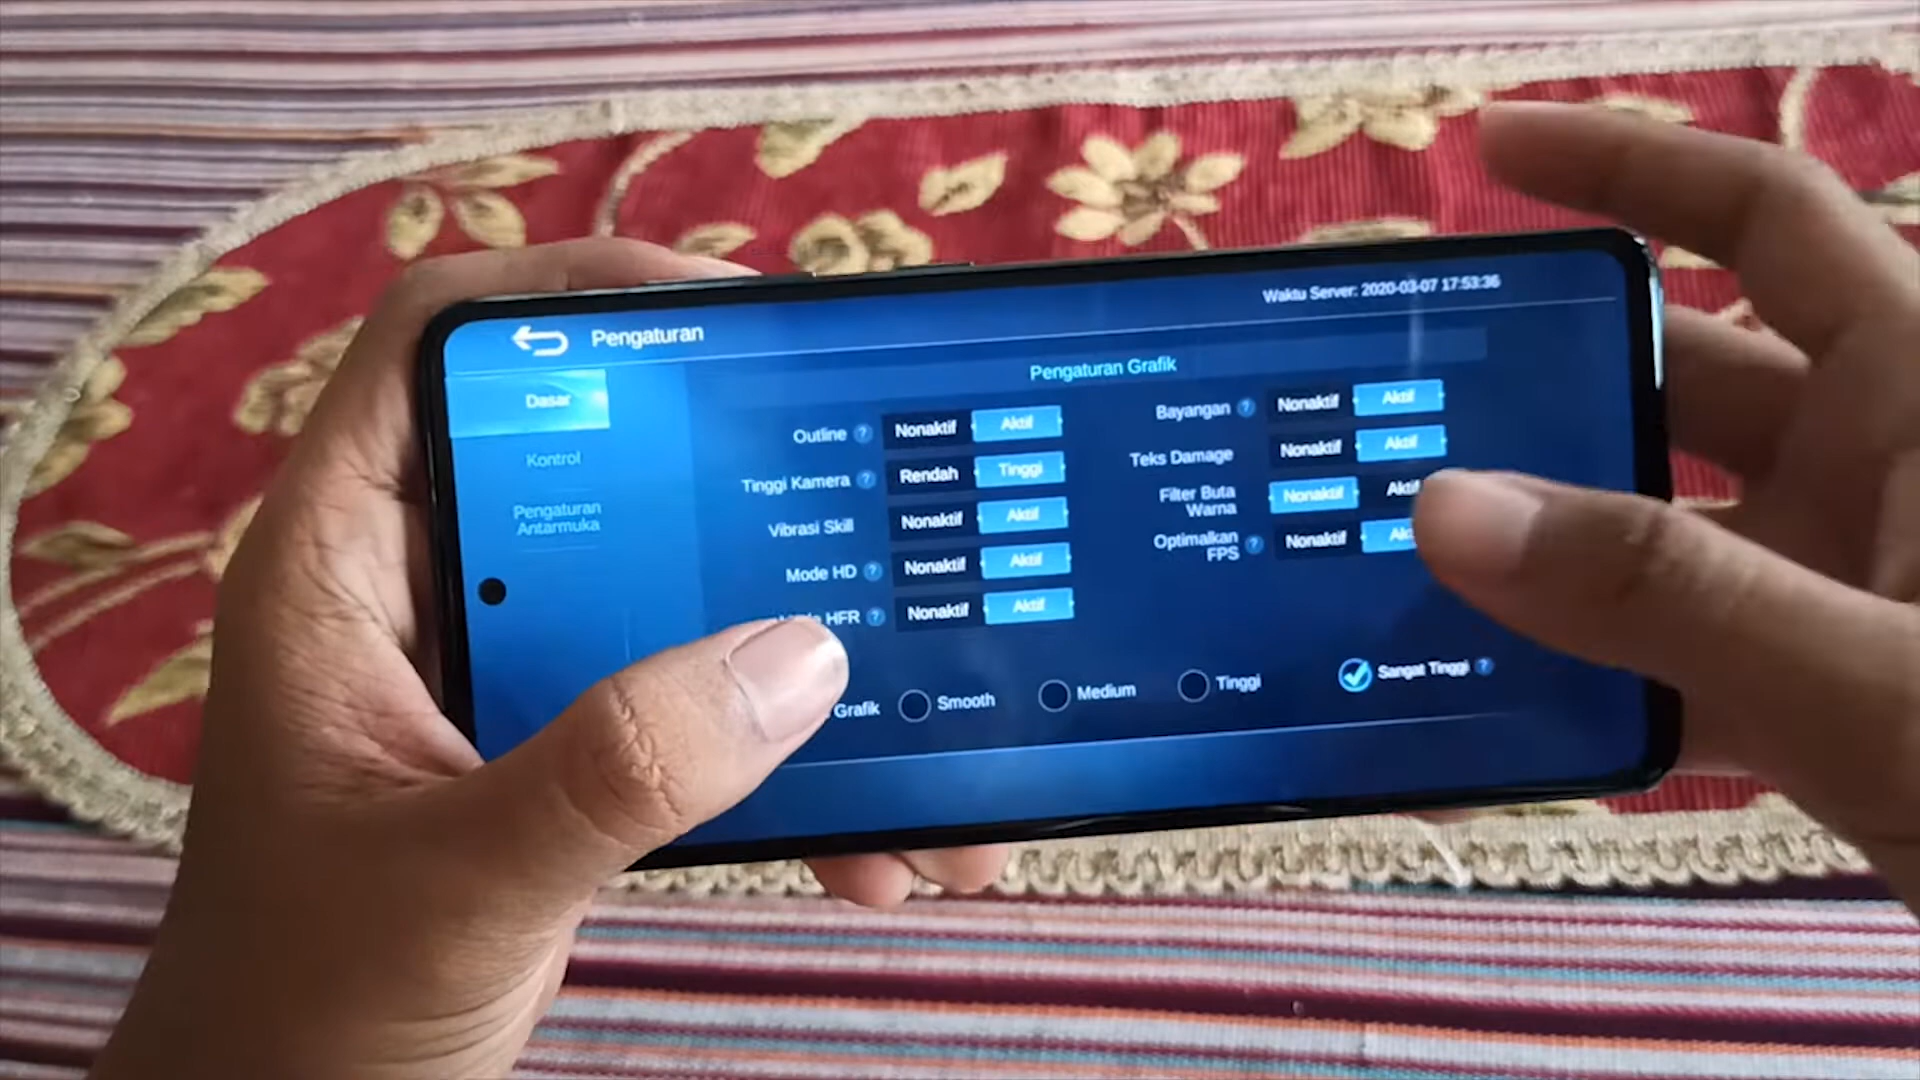 Waktu Server: 2020-03-07 17:53:36
Pengaturan
Pengaturan Grafik
Dasar
Kontrol
Pengaturan
Antarmuka
Outline ? Nonaktif Aktif
Tinggi Kamera ? Rendah Tinggi
Vibrasi Skill Nonaktif Aktif
Mode HD ? Nonaktif Aktif
HFR ? Nonaktif Aktif
Bayangan ? Nonaktif Aktif
Teks Damage Nonaktif Aktif
Filter Buta
Warna
Nonaktif Aktif
Optimalkan
FPS ?
Nonaktif
Grafik Smooth Medium Tinggi Sangat Tinggi ?